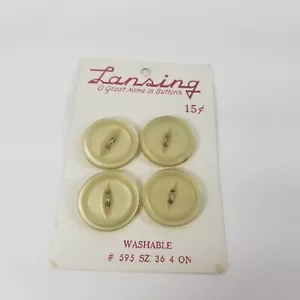 Lansing
A Great Name in Buttons
15¢
WASHABLE
# 595 SZ 36 4 ON